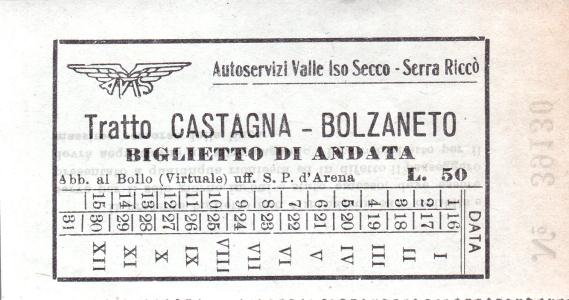 Autoservizi Valle Iso Secco - Serra Riccò
Tratto CASTAGNA - BOLZANETO
BIGLIETTO DI ANDATA
Abb. al Bollo (Virtuale) uff. S. P. d'Arena L. 50
DATA
1 2 3 4 5 6 7 8 9 10 11 12 13 14 15
16 17 18 19 20 21 22 23 24 25 26 27 28 29 30 31
I II III IV V VI VII VIII IX X XI XII
Nº 39130